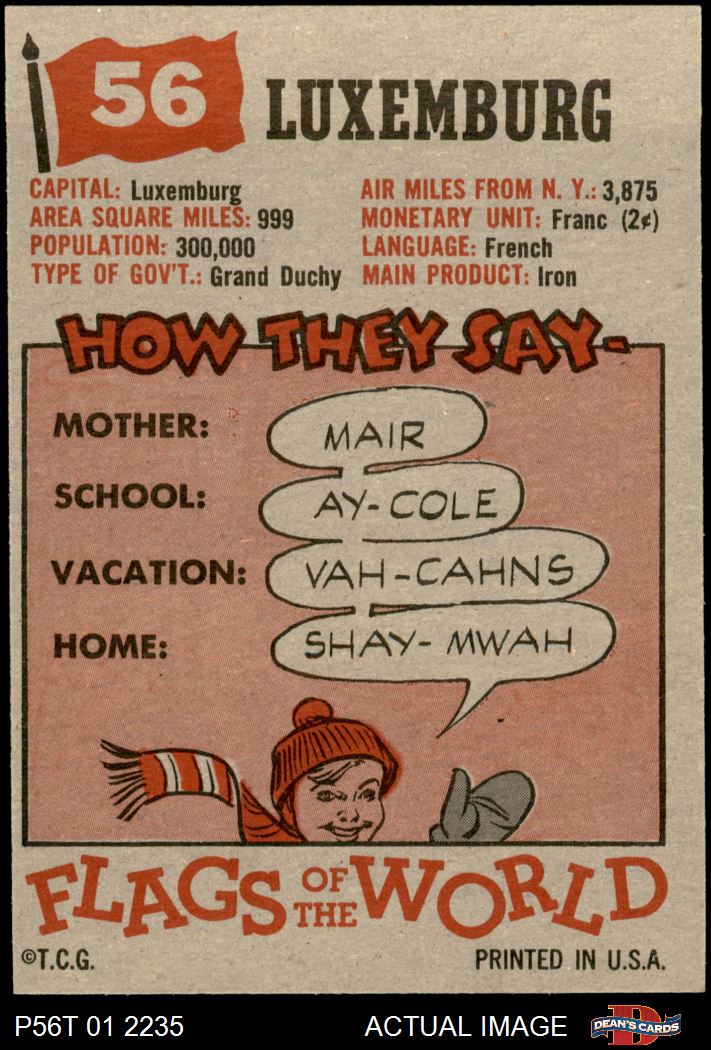 56
LUXEMBURG
CAPITAL: Luxemburg
AREA SQUARE MILES: 999
POPULATION: 300,000
TYPE OF GOV'T.: Grand Duchy
AIR MILES FROM N. Y.: 3,875
MONETARY UNIT: Franc (2¢)
LANGUAGE: French
MAIN PRODUCT: Iron
HOW THEY SAY-
MOTHER: MAIR
SCHOOL: AY-COLE
VACATION: VAH-CAHNS
HOME: SHAY-MWAH
FLAGS OF THE WORLD
©T.C.G. PRINTED IN U.S.A.
P56T 01 2235 ACTUAL IMAGE D DEAN'S CARDS